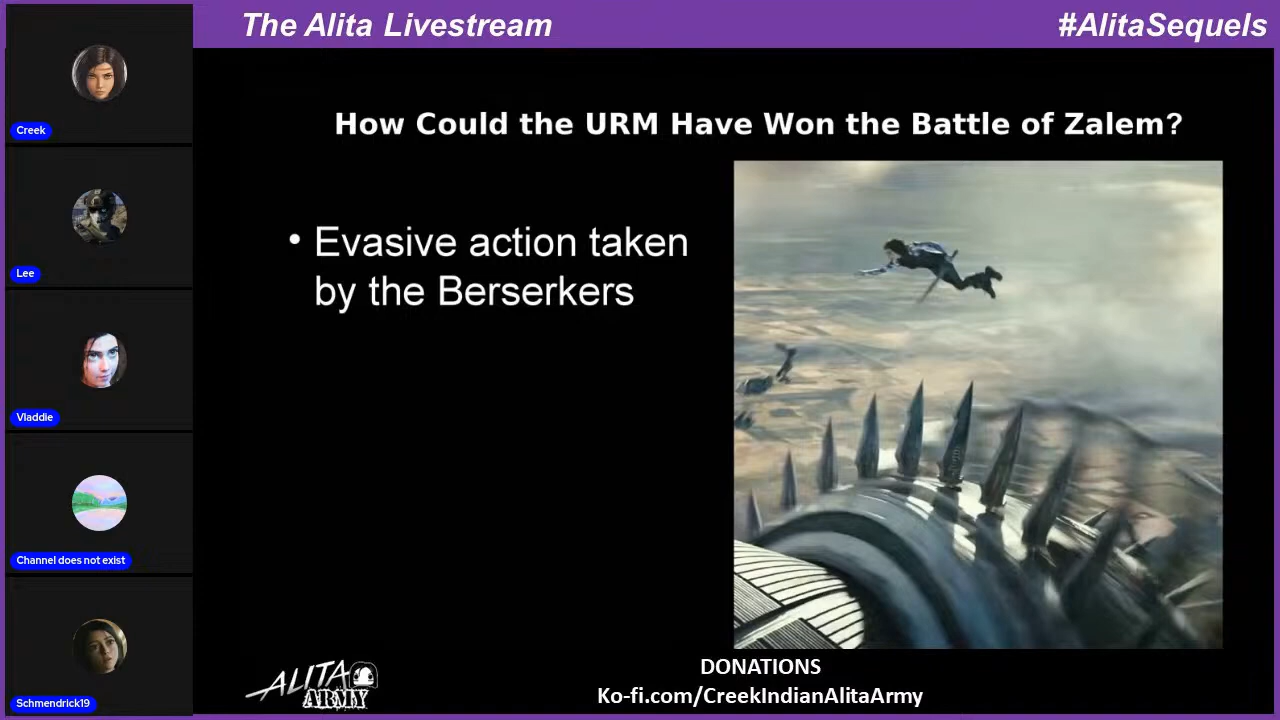 The Alita Livestream
#AlitaSequels
Creek
Lee
Vladdie
Channel does not exist
Schmendrick19
How Could the URM Have Won the Battle of Zalem?
• Evasive action taken
by the Berserkers
ALITA
ARMY
DONATIONS
Ko-fi.com/CreekIndianAlitaArmy